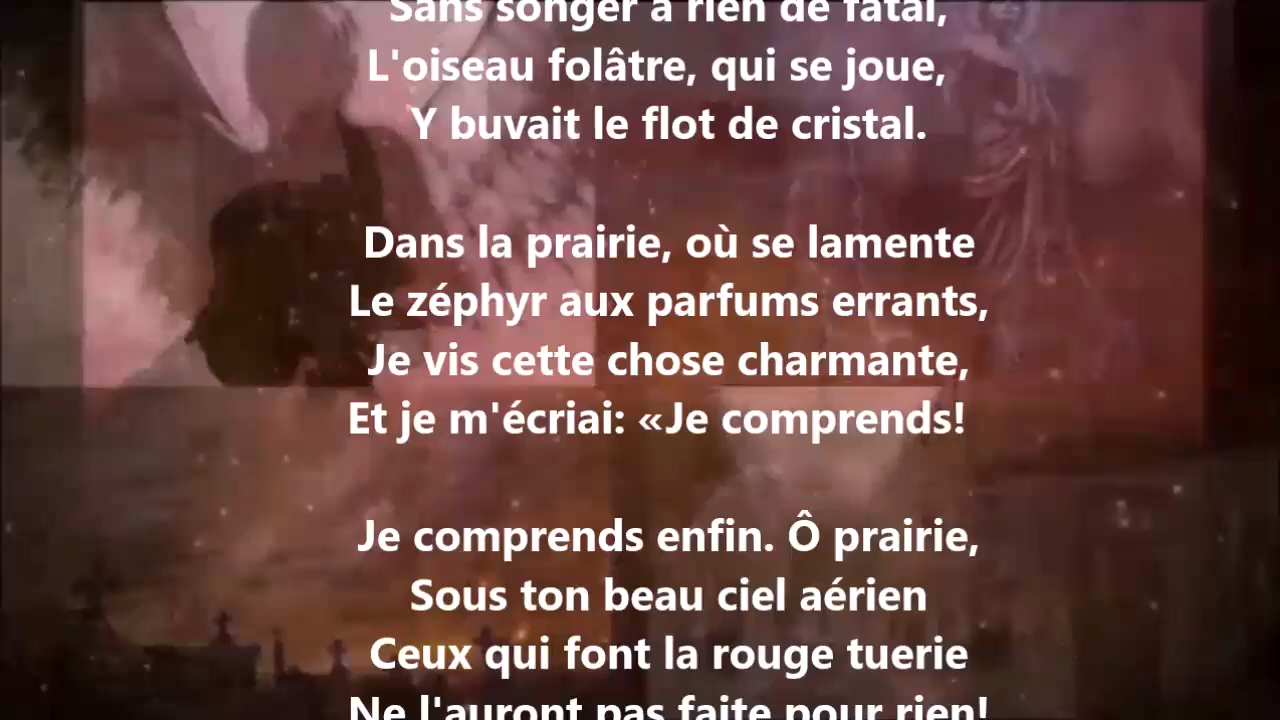 Sans songer à rien de fatal,
L'oiseau folâtre, qui se joue,
Y buvait le flot de cristal.
Dans la prairie, où se lamente
Le zéphyr aux parfums errants,
Je vis cette chose charmante,
Et je m'écriai: «Je comprends!
Je comprends enfin. Ô prairie,
Sous ton beau ciel aérien
Ceux qui font la rouge tuerie
Ne l'auront pas faite pour rien!